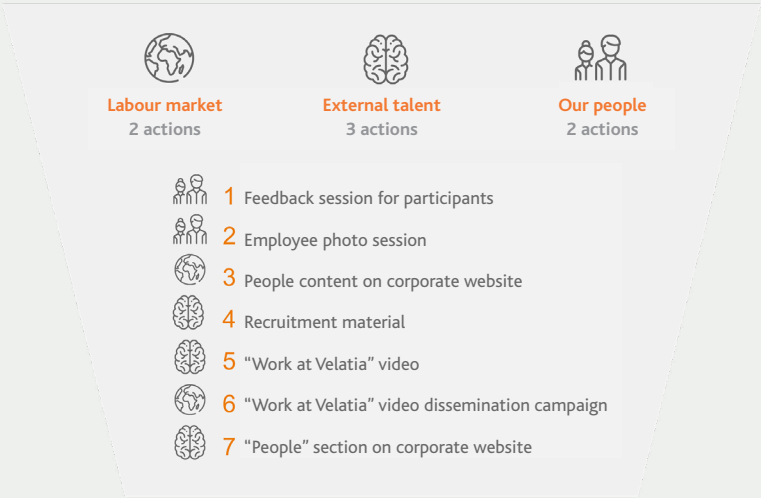 Labour market
External talent
Our people
2 actions
3 actions
2 actions
1 Feedback session for participants
2 Employee photo session
3 People content on corporate website
4 Recruitment material
5 “Work at Velatia” video
6 “Work at Velatia” video dissemination campaign
7 “People” section on corporate website